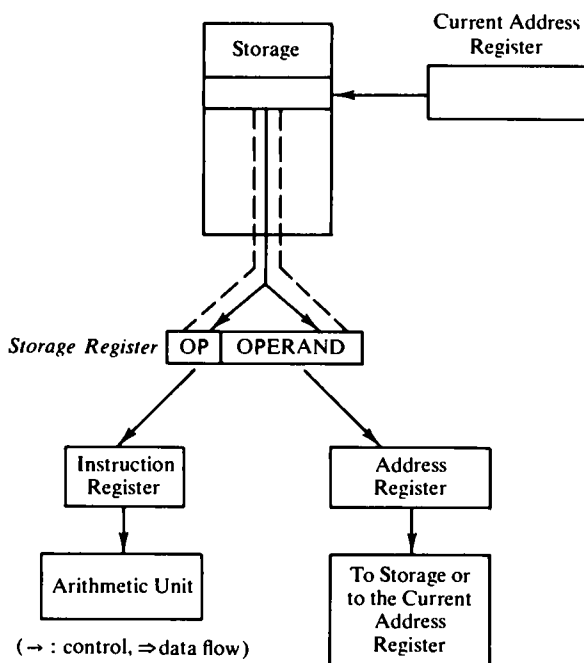 Current Address
Register
Storage
Storage Register
OP
OPERAND
Instruction
Register
Address
Register
Arithmetic Unit
To Storage or
to the Current
Address
Register
(→ : control, ⇒ data flow)